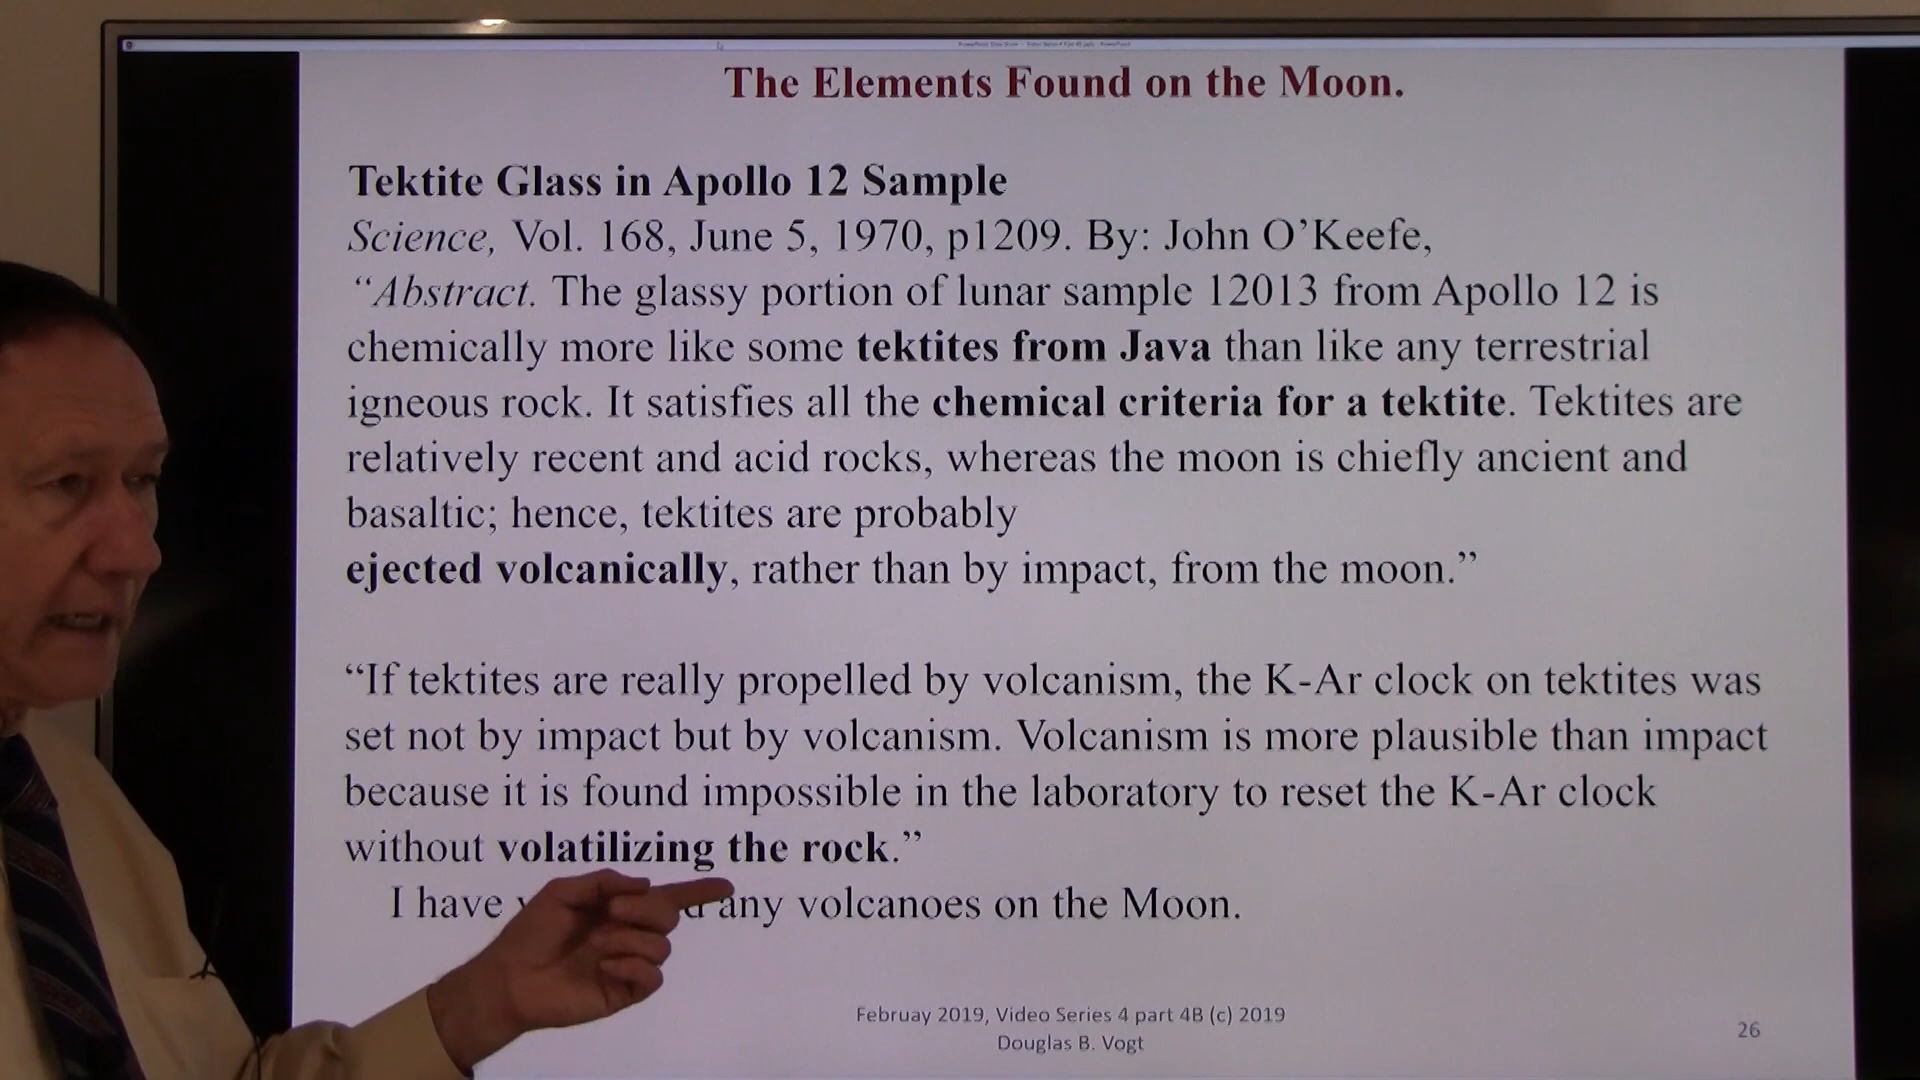 The Elements Found on the Moon.
Tektite Glass in Apollo 12 Sample
Science, Vol. 168, June 5, 1970, p1209. By: John O’Keefe,
“Abstract. The glassy portion of lunar sample 12013 from Apollo 12 is
chemically more like some tektites from Java than like any terrestrial
igneous rock. It satisfies all the chemical criteria for a tektite. Tektites are
relatively recent and acid rocks, whereas the moon is chiefly ancient and
basaltic; hence, tektites are probably
ejected volcanically, rather than by impact, from the moon.”
“If tektites are really propelled by volcanism, the K-Ar clock on tektites was
set not by impact but by volcanism. Volcanism is more plausible than impact
because it is found impossible in the laboratory to reset the K-Ar clock
without volatilizing the rock.”
I have any volcanoes on the Moon.
Februay 2019, Video Series 4 part 4B (c) 2019
Douglas B. Vogt
26